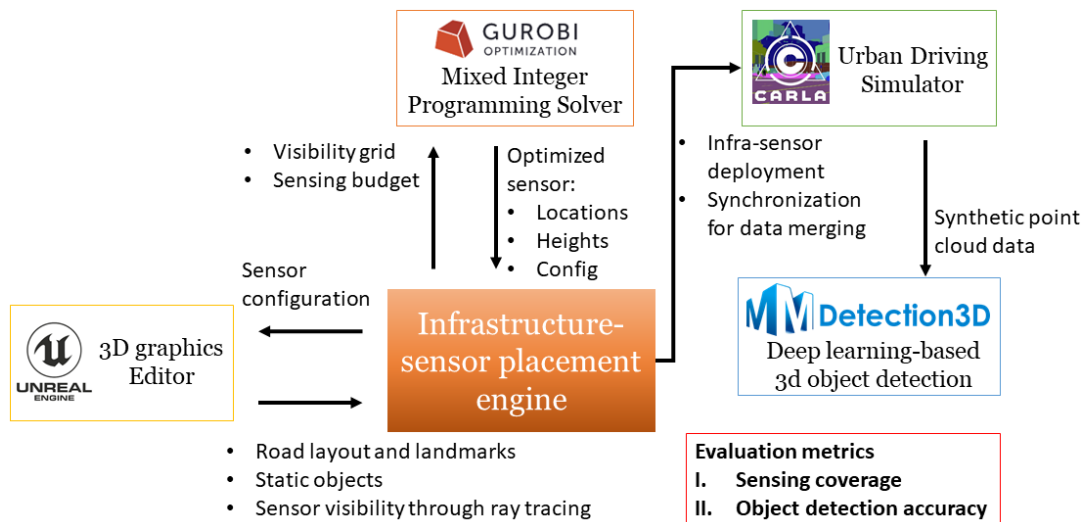 GUROBI
OPTIMIZATION
Mixed Integer
Programming Solver
CARLA
Urban Driving
Simulator
• Visibility grid
• Sensing budget
Optimized
sensor:
• Locations
• Heights
• Config
• Infra-sensor
deployment
• Synchronization
for data merging
Synthetic point
cloud data
Sensor
configuration
UNREAL
ENGINE
3D graphics
Editor
Infrastructure-
sensor placement
engine
MMDetection3D
Deep learning-based
3d object detection
• Road layout and landmarks
• Static objects
• Sensor visibility through ray tracing
Evaluation metrics
I. Sensing coverage
II. Object detection accuracy